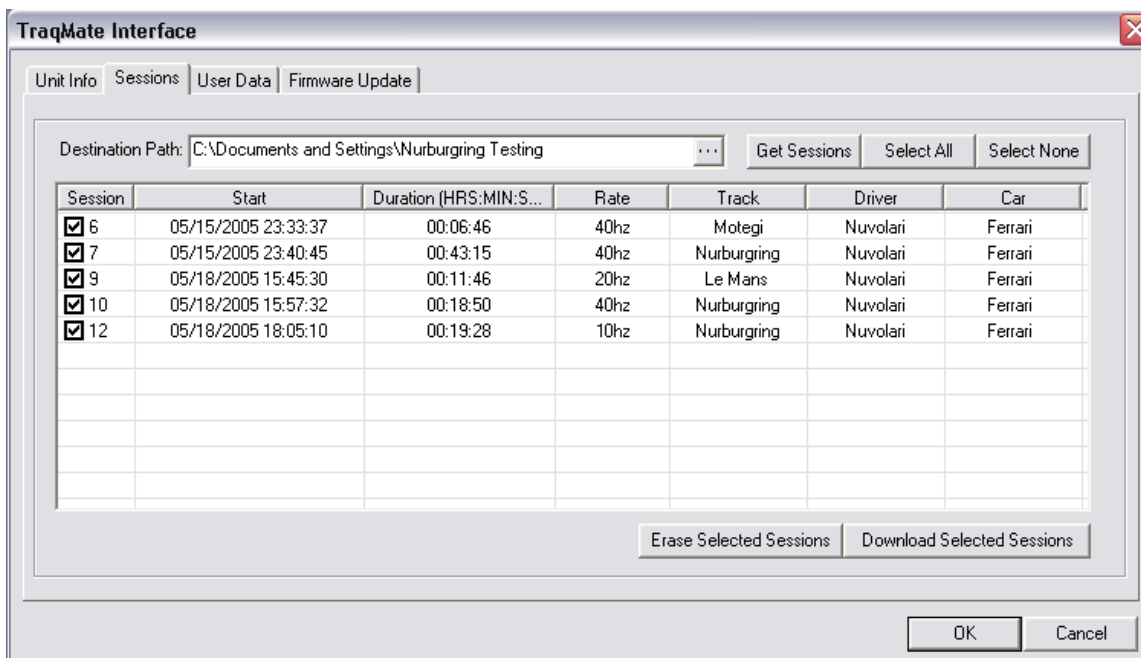 TraqMate Interface
Unit Info Sessions User Data Firmware Update
Destination Path: C:\Documents and Settings\Nurburgring Testing ... Get Sessions Select All Select None
Session Start Duration (HRS:MIN:S... Rate Track Driver Car
6 05/15/2005 23:33:37 00:06:46 40hz Motegi Nuvolari Ferrari
7 05/15/2005 23:40:45 00:43:15 40hz Nurburgring Nuvolari Ferrari
9 05/18/2005 15:45:30 00:11:46 20hz Le Mans Nuvolari Ferrari
10 05/18/2005 15:57:32 00:18:50 40hz Nurburgring Nuvolari Ferrari
12 05/18/2005 18:05:10 00:19:28 10hz Nurburgring Nuvolari Ferrari
Erase Selected Sessions Download Selected Sessions
OK Cancel